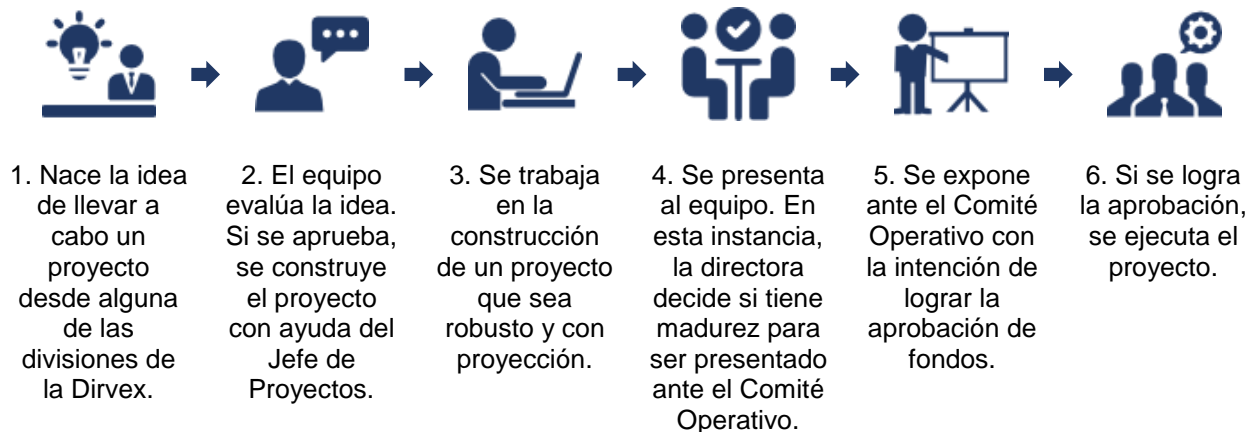 1. Nace la idea
de llevar a
cabo un
proyecto
desde alguna
de las
divisiones de
la Dirvex.
2. El equipo
evalúa la idea.
Si se aprueba,
se construye
el proyecto
con ayuda del
Jefe de
Proyectos.
3. Se trabaja
en la
construcción
de un proyecto
que sea
robusto y con
proyección.
4. Se presenta
al equipo. En
esta instancia,
la directora
decide si tiene
madurez para
ser presentado
ante el Comité
Operativo.
5. Se expone
ante el Comité
Operativo con
la intención de
lograr la
aprobación de
fondos.
6. Si se logra
la aprobación,
se ejecuta el
proyecto.